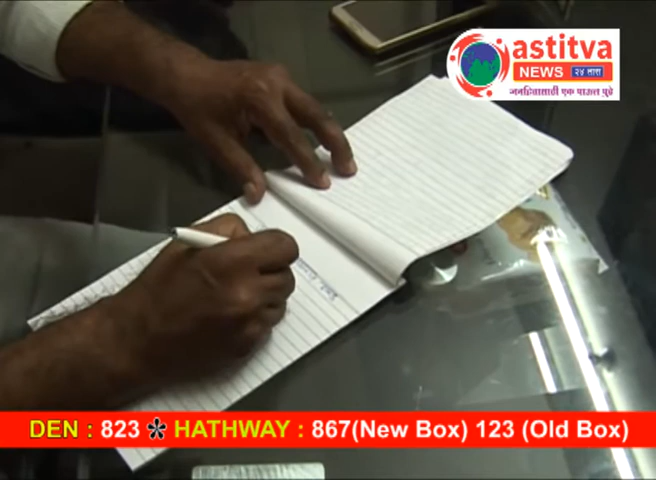 astitva
NEWS २४ तास
जनहितासाठी एक पाऊल पुढे
DEN : 823 * HATHWAY : 867(New Box) 123 (Old Box)